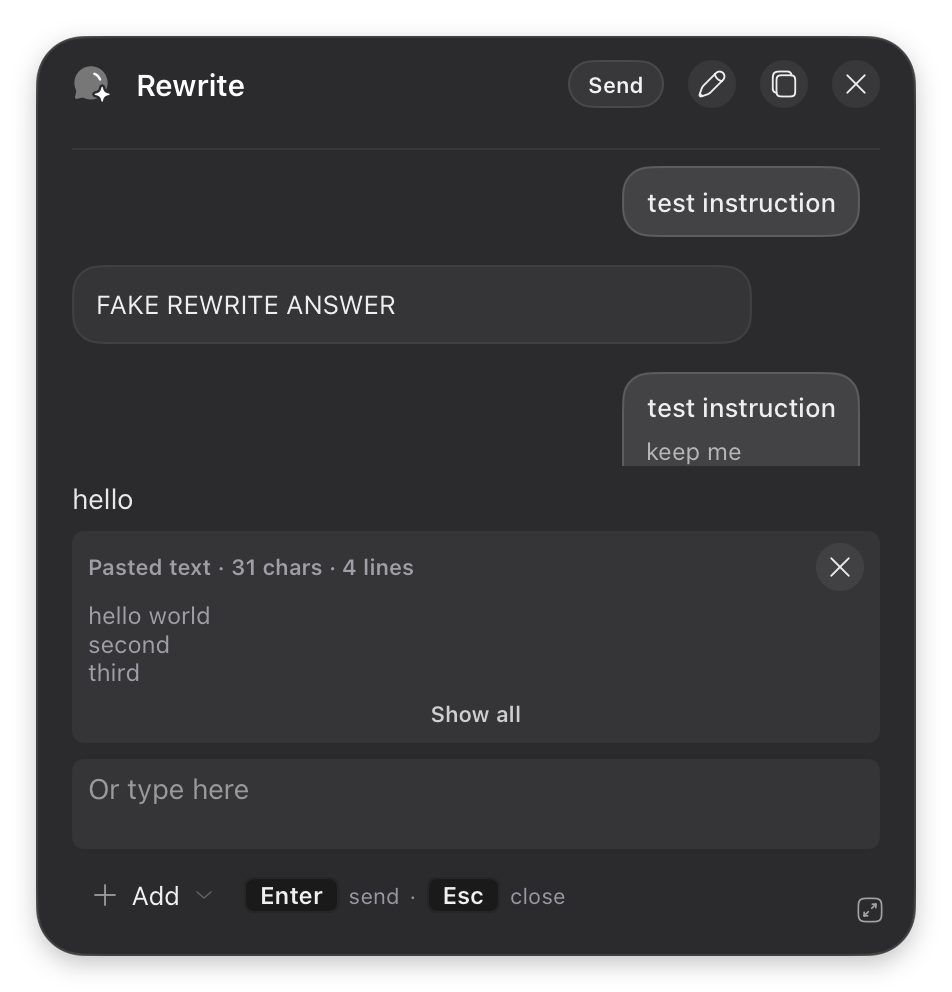 Rewrite
Send
test instruction
FAKE REWRITE ANSWER
test instruction
keep me
hello
Pasted text · 31 chars · 4 lines
hello world
second
third
Show all
Or type here
Add Enter send · Esc close